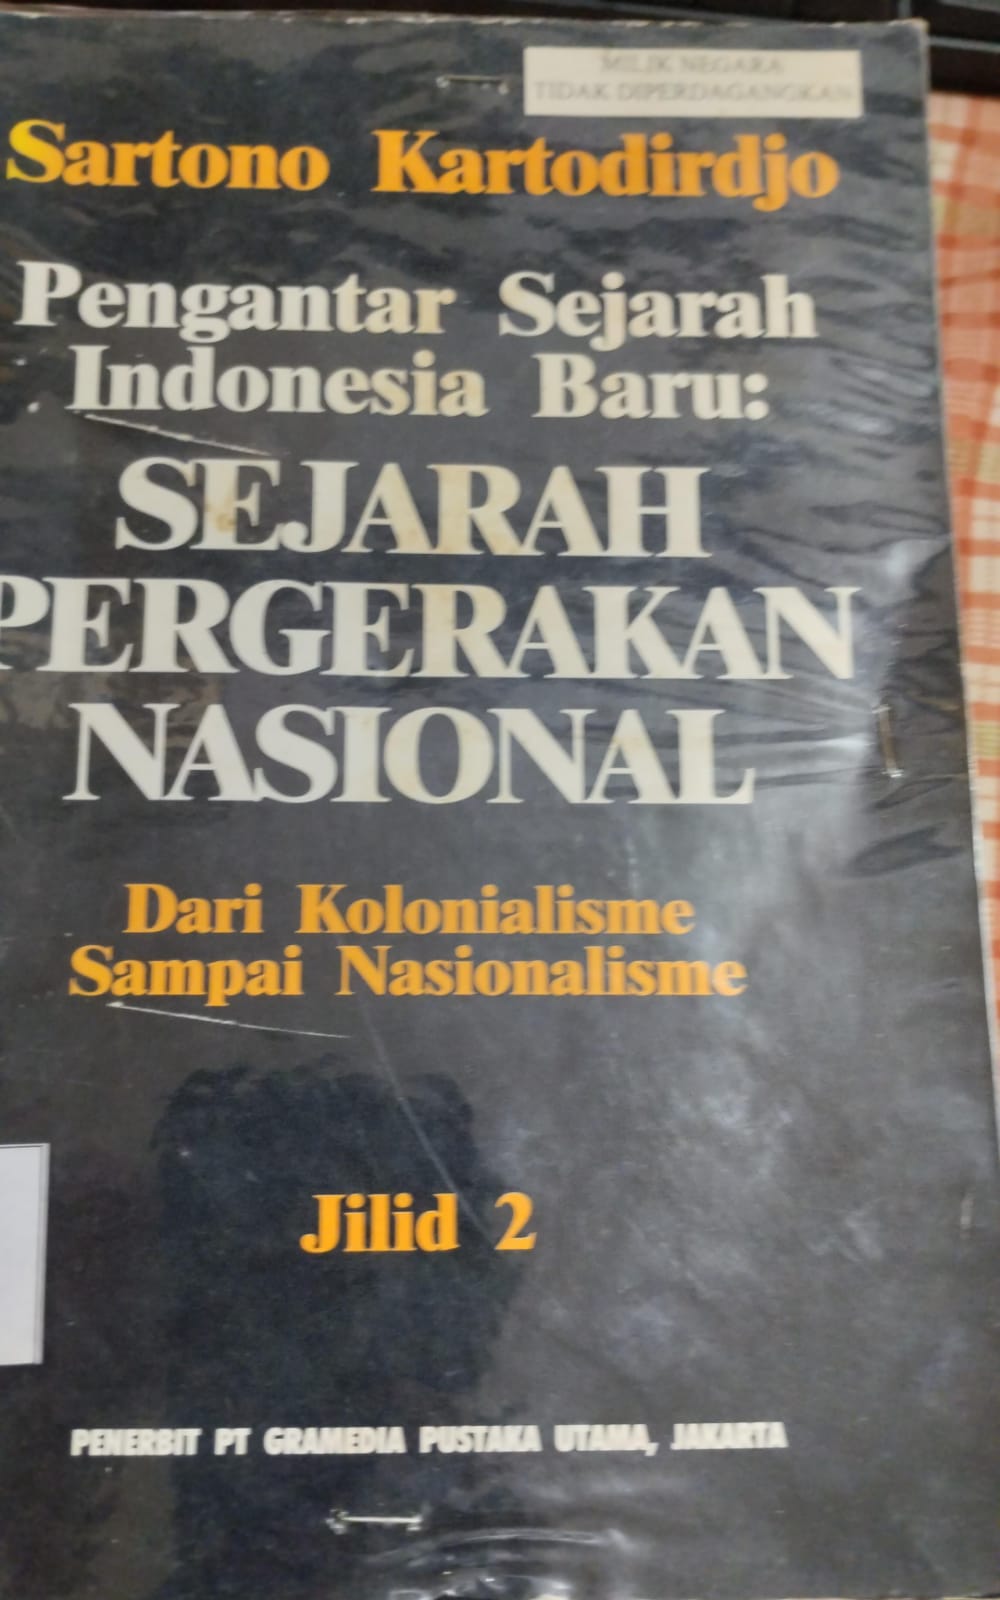 MILIK NEGARA
TIDAK DIPERDAGANGKAN
Sartono Kartodirdjo
Pengantar Sejarah
Indonesia Baru:
SEJARAH
PERGERAKAN
NASIONAL
Dari Kolonialisme
Sampai Nasionalisme
Jilid 2
PENERBIT PT GRAMEDIA PUSTAKA UTAMA, JAKARTA